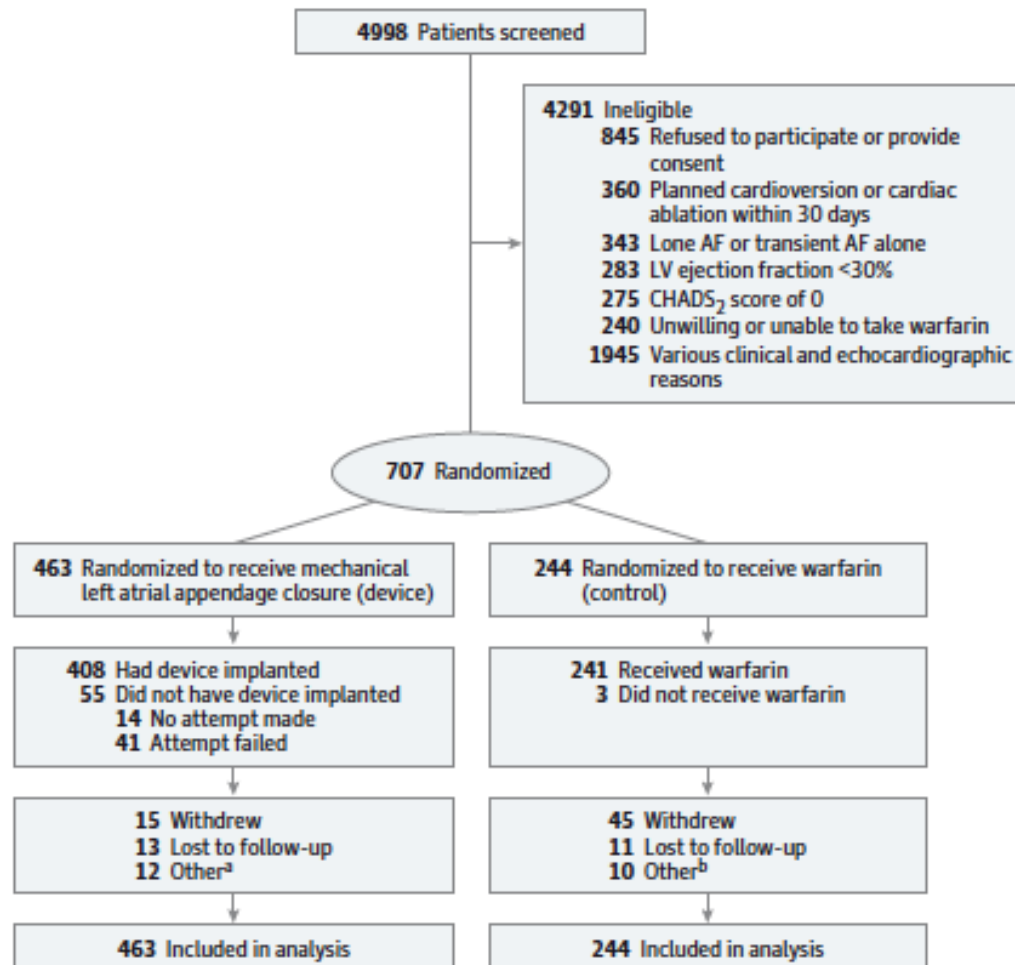 4998 Patients screened
4291 Ineligible
845 Refused to participate or provide
consent
360 Planned cardioversion or cardiac
ablation within 30 days
343 Lone AF or transient AF alone
283 LV ejection fraction <30%
275 CHADS₂ score of 0
240 Unwilling or unable to take warfarin
1945 Various clinical and echocardiographic
reasons
707 Randomized
463 Randomized to receive mechanical
left atrial appendage closure (device)
244 Randomized to receive warfarin
(control)
408 Had device implanted
55 Did not have device implanted
14 No attempt made
41 Attempt failed
241 Received warfarin
3 Did not receive warfarin
15 Withdrew
13 Lost to follow-up
12 Otherᵃ
45 Withdrew
11 Lost to follow-up
10 Otherᵇ
463 Included in analysis
244 Included in analysis